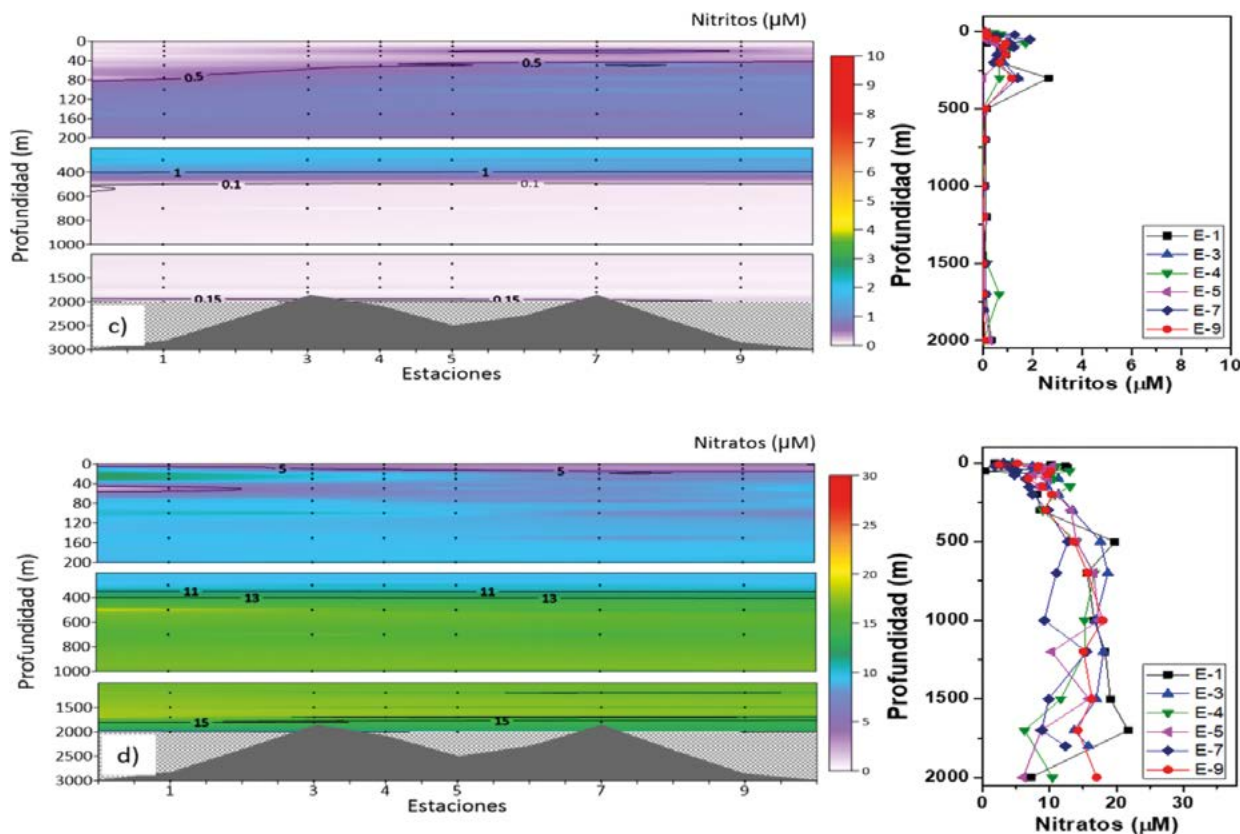 Nitritos (µM)
0
40
80
120
160
200
400
600
800
1000
1500
2000
2500
3000
Profundidad (m)
0.5
0.5
1
1
0.1
0.1
0.15
0.15
c)
1 3 4 5 7 9
Estaciones
10
9
8
7
6
5
4
3
2
1
0
Profundidad (m)
0
500
1000
1500
2000
E-1
E-3
E-4
E-5
E-7
E-9
0 2 4 6 8 10
Nitritos (µM)
Nitratos (µM)
0
40
80
120
160
200
400
600
800
1000
1500
2000
2500
3000
Profundidad (m)
5
5
11
11
13
13
15
15
d)
1 3 4 5 7 9
Estaciones
30
25
20
15
10
5
0
Profundidad (m)
0
500
1000
1500
2000
E-1
E-3
E-4
E-5
E-7
E-9
0 10 20 30
Nitratos (µM)